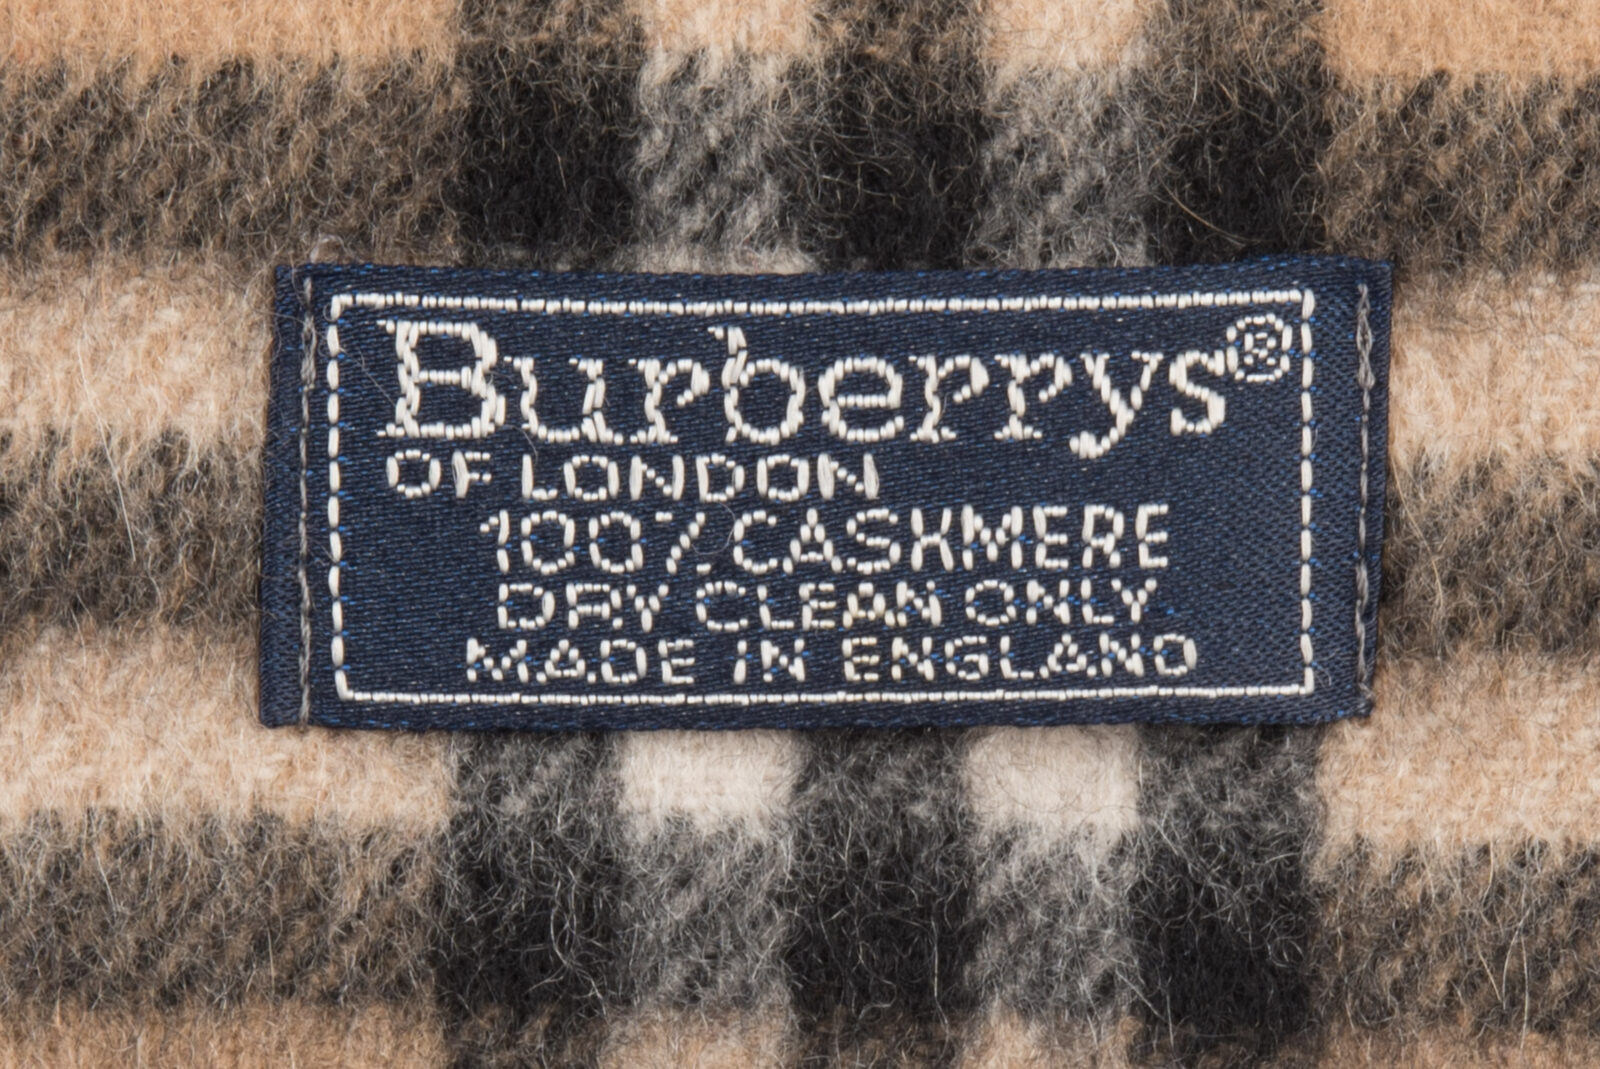 Burberrys®
OF LONDON
100% CASHMERE
DRY CLEAN ONLY
MADE IN ENGLAND